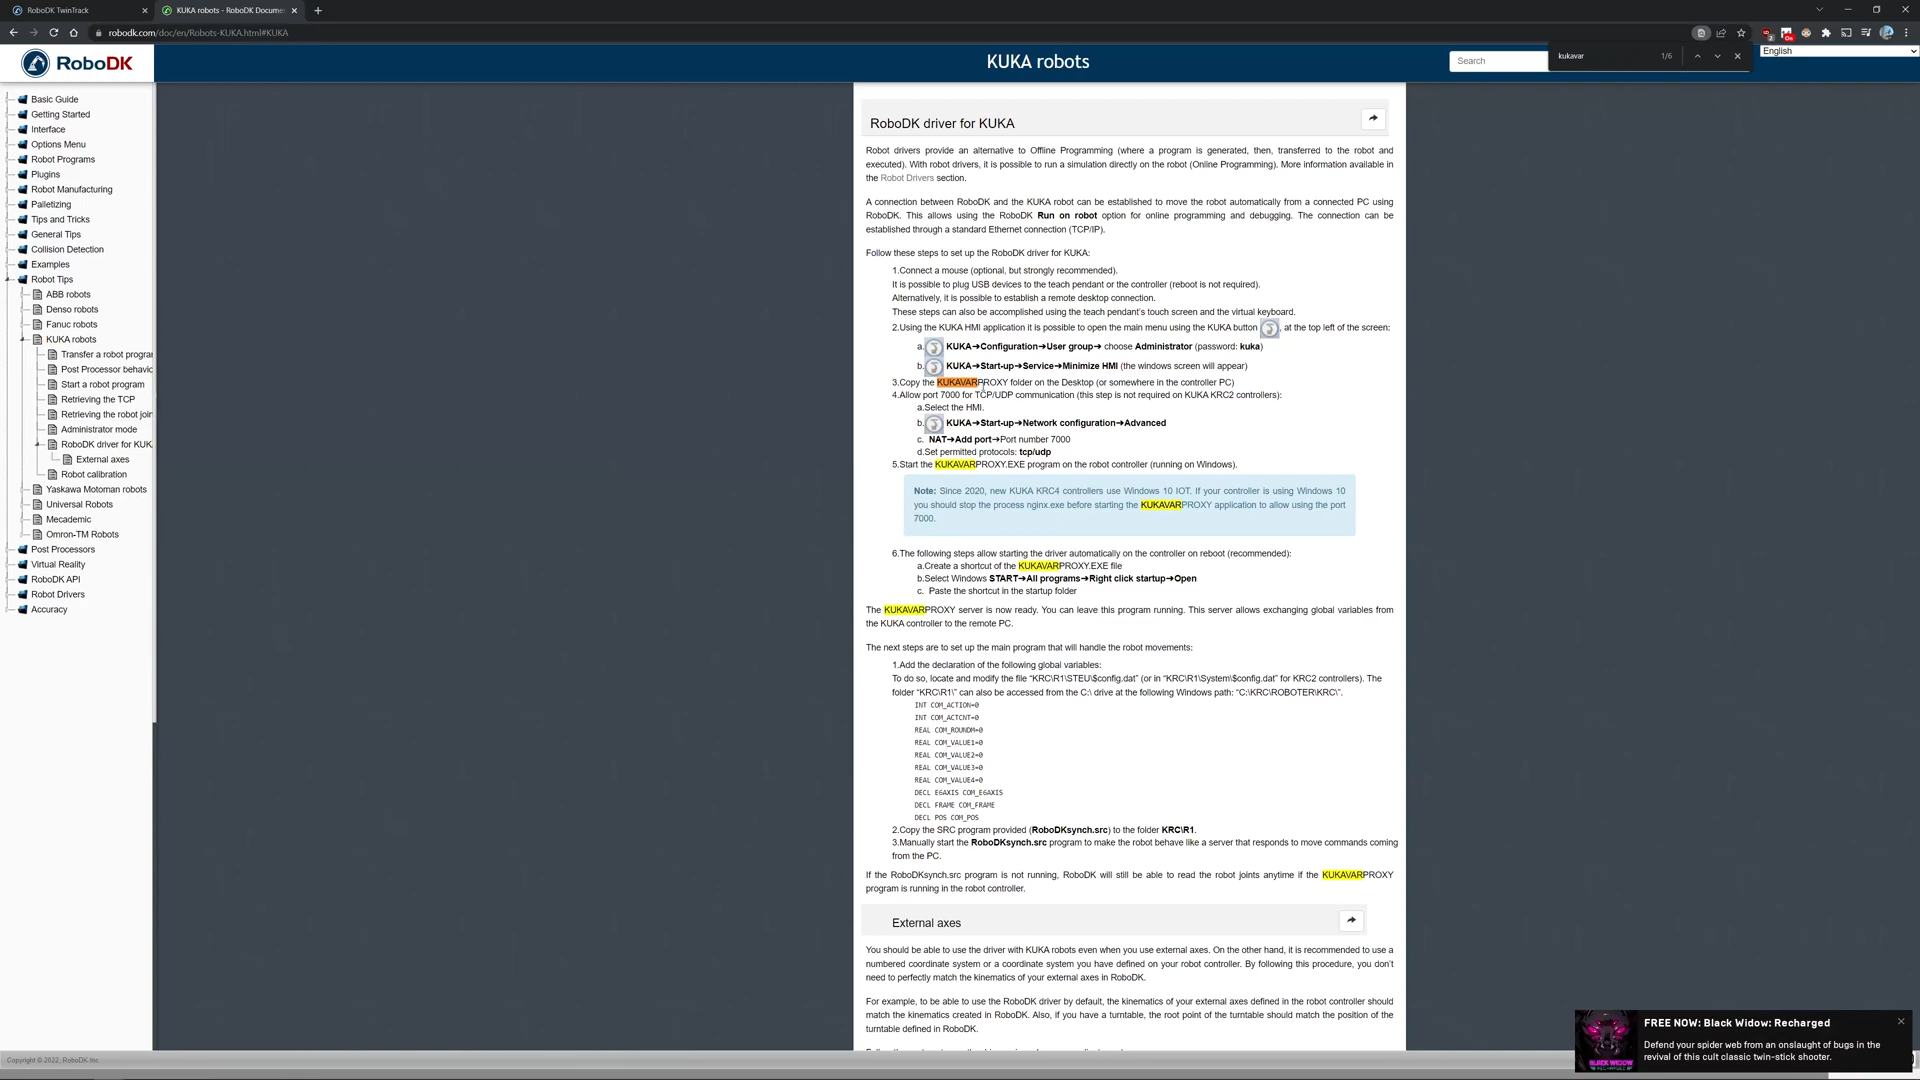 RoboDK TwinTrack
KUKA robots - RoboDK Docume
robodk.com/doc/en/Robots-KUKA.html#KUKA
RoboDK
KUKA robots
Search
kukavar
1/6
English
Basic Guide
Getting Started
Interface
Options Menu
Robot Programs
Plugins
Robot Manufacturing
Palletizing
Tips and Tricks
General Tips
Collision Detection
Examples
Robot Tips
ABB robots
Denso robots
Fanuc robots
KUKA robots
Transfer a robot program
Post Processor behavio
Start a robot program
Retrieving the TCP
Retrieving the robot join
Administrator mode
RoboDK driver for KUK
External axes
Robot calibration
Yaskawa Motoman robots
Universal Robots
Mecademic
Omron-TM Robots
Post Processors
Virtual Reality
RoboDK API
Robot Drivers
Accuracy
RoboDK driver for KUKA
Robot drivers provide an alternative to Offline Programming (where a program is generated, then, transferred to the robot and
executed). With robot drivers, it is possible to run a simulation directly on the robot (Online Programming). More information available in
the Robot Drivers section.
A connection between RoboDK and the KUKA robot can be established to move the robot automatically from a connected PC using
RoboDK. This allows using the RoboDK Run on robot option for online programming and debugging. The connection can be
established through a standard Ethernet connection (TCP/IP).
Follow these steps to set up the RoboDK driver for KUKA:
1.Connect a mouse (optional, but strongly recommended).
It is possible to plug USB devices to the teach pendant or the controller (reboot is not required).
Alternatively, it is possible to establish a remote desktop connection.
These steps can also be accomplished using the teach pendant's touch screen and the virtual keyboard.
2.Using the KUKA HMI application it is possible to open the main menu using the KUKA button , at the top left of the screen:
a. KUKA➔Configuration➔User group➔ choose Administrator (password: kuka)
b. KUKA➔Start-up➔Service➔Minimize HMI (the windows screen will appear)
3.Copy the KUKAVARPROXY folder on the Desktop (or somewhere in the controller PC)
4.Allow port 7000 for TCP/UDP communication (this step is not required on KUKA KRC2 controllers):
a.Select the HMI.
b. KUKA➔Start-up➔Network configuration➔Advanced
c. NAT➔Add port➔Port number 7000
d.Set permitted protocols: tcp/udp
5.Start the KUKAVARPROXY.EXE program on the robot controller (running on Windows).
Note: Since 2020, new KUKA KRC4 controllers use Windows 10 IOT. If your controller is using Windows 10
you should stop the process nginx.exe before starting the KUKAVARPROXY application to allow using the port
7000.
6.The following steps allow starting the driver automatically on the controller on reboot (recommended):
a.Create a shortcut of the KUKAVARPROXY.EXE file
b.Select Windows START➔All programs➔Right click startup➔Open
c. Paste the shortcut in the startup folder
The KUKAVARPROXY server is now ready. You can leave this program running. This server allows exchanging global variables from
the KUKA controller to the remote PC.
The next steps are to set up the main program that will handle the robot movements:
1.Add the declaration of the following global variables:
To do so, locate and modify the file “KRC\R1\STEU\$config.dat” (or in “KRC\R1\System\$config.dat” for KRC2 controllers). The
folder “KRC\R1\” can also be accessed from the C:\ drive at the following Windows path: “C:\KRC\ROBOTER\KRC\”.
INT COM_ACTION=0
INT COM_ACTCNT=0
REAL COM_ROUNDM=0
REAL COM_VALUE1=0
REAL COM_VALUE2=0
REAL COM_VALUE3=0
REAL COM_VALUE4=0
DECL E6AXIS COM_E6AXIS
DECL FRAME COM_FRAME
DECL POS COM_POS
2.Copy the SRC program provided (RoboDKsynch.src) to the folder KRC\R1.
3.Manually start the RoboDKsynch.src program to make the robot behave like a server that responds to move commands coming
from the PC.
If the RoboDKsynch.src program is not running, RoboDK will still be able to read the robot joints anytime if the KUKAVARPROXY
program is running in the robot controller.
External axes
You should be able to use the driver with KUKA robots even when you use external axes. On the other hand, it is recommended to use a
numbered coordinate system or a coordinate system you have defined on your robot controller. By following this procedure, you don't
need to perfectly match the kinematics of your external axes in RoboDK.
For example, to be able to use the RoboDK driver by default, the kinematics of your external axes defined in the robot controller should
match the kinematics created in RoboDK. Also, if you have a turntable, the root point of the turntable should match the position of the
turntable defined in RoboDK.
FREE NOW: Black Widow: Recharged
Defend your spider web from an onslaught of bugs in the
revival of this cult classic twin-stick shooter.
BLACK WIDOW
RECHARGED
Copyright © 2022, RoboDK Inc.